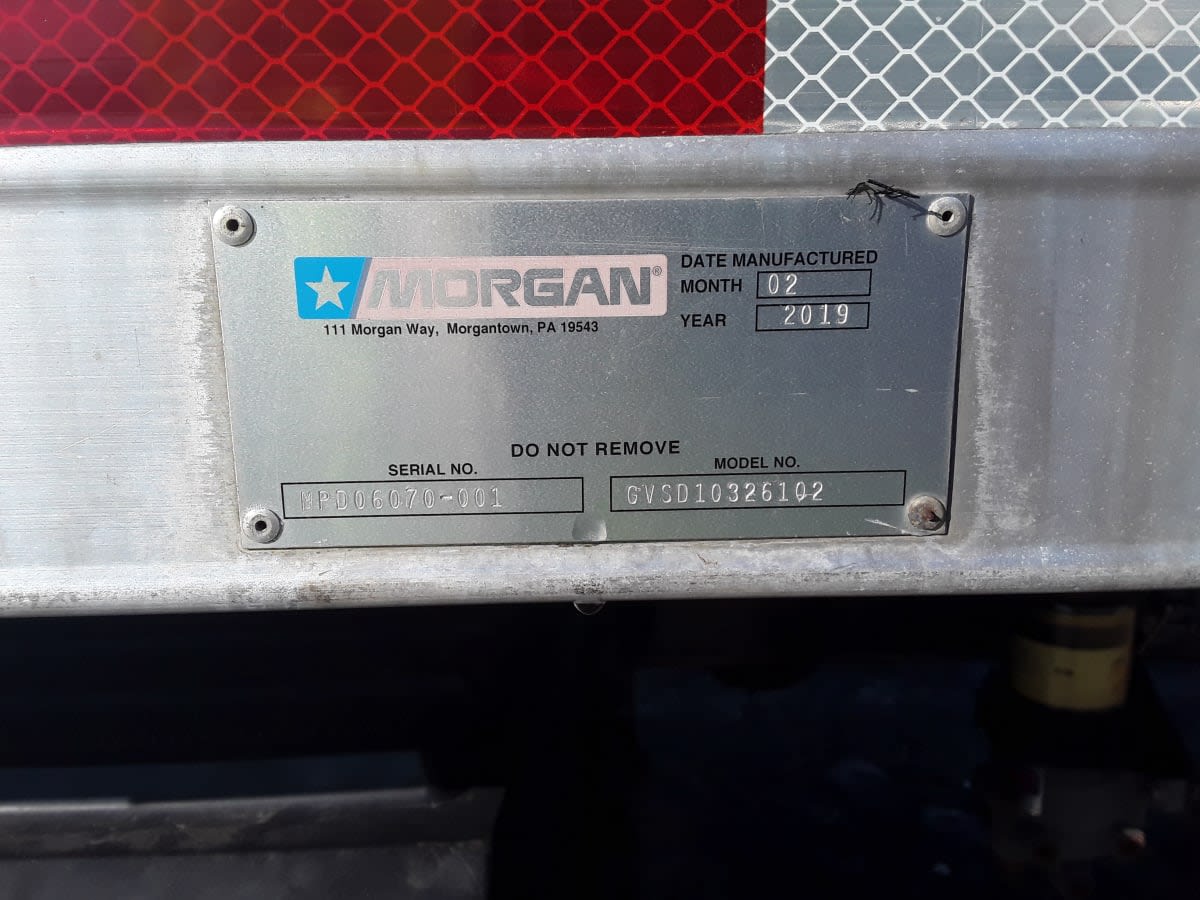 MORGAN®
111 Morgan Way, Morgantown, PA 19543
DATE MANUFACTURED
MONTH 02
YEAR 2019
DO NOT REMOVE
SERIAL NO.
MPD06070-001
MODEL NO.
GVSD10326102